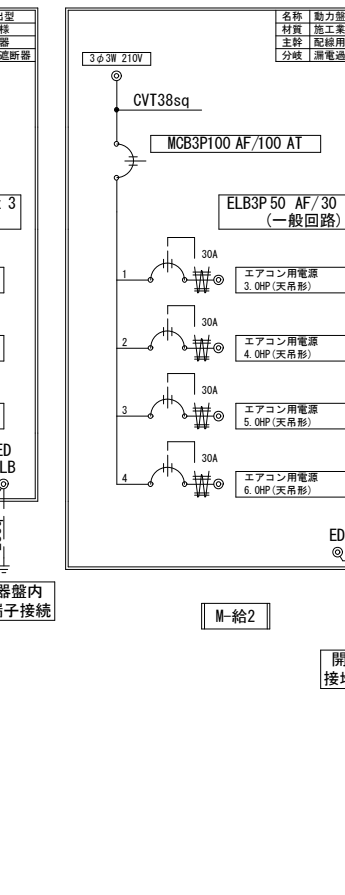 出型
様
器
遮断器
3
ED
LB
器盤内
端子接続
名称 動力盤
材質 施工業
主幹 配線用
分岐 漏電過
3φ3W 210V
CVT38sq
MCB3P100 AF/100 AT
ELB3P 50 AF/30
(一般回路)
30A
1
エアコン用電源
3.0HP(天吊形)
30A
2
エアコン用電源
4.0HP(天吊形)
30A
3
エアコン用電源
5.0HP(天吊形)
30A
4
エアコン用電源
6.0HP(天吊形)
ED
M-給2
開
接地